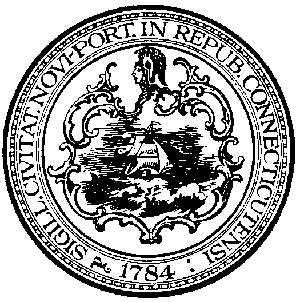 SIGILL. CIVITAT. NOVI-PORT. IN REPUB. CONNECTICUTENSI
1784